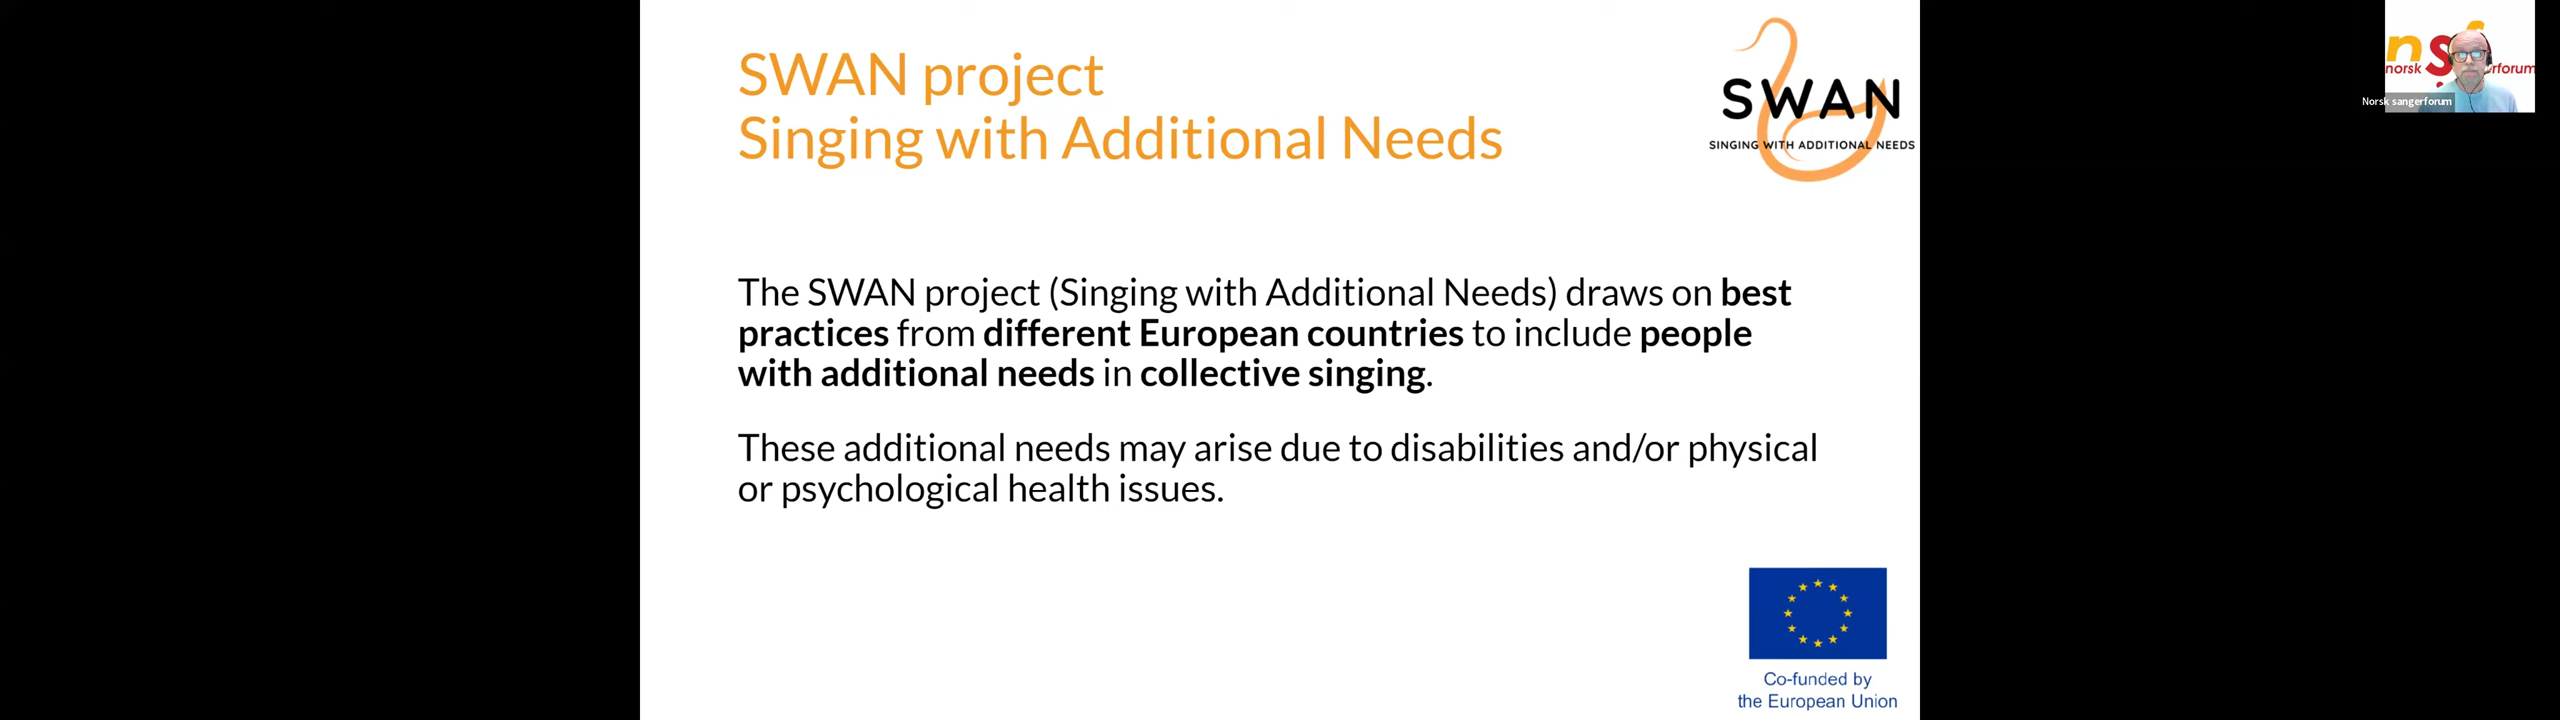 SWAN project
Singing with Additional Needs
SWAN
SINGING WITH ADDITIONAL NEEDS
norsk
rforum
Norsk sangerforum
The SWAN project (Singing with Additional Needs) draws on best
practices from different European countries to include people
with additional needs in collective singing.
These additional needs may arise due to disabilities and/or physical
or psychological health issues.
Co-funded by
the European Union